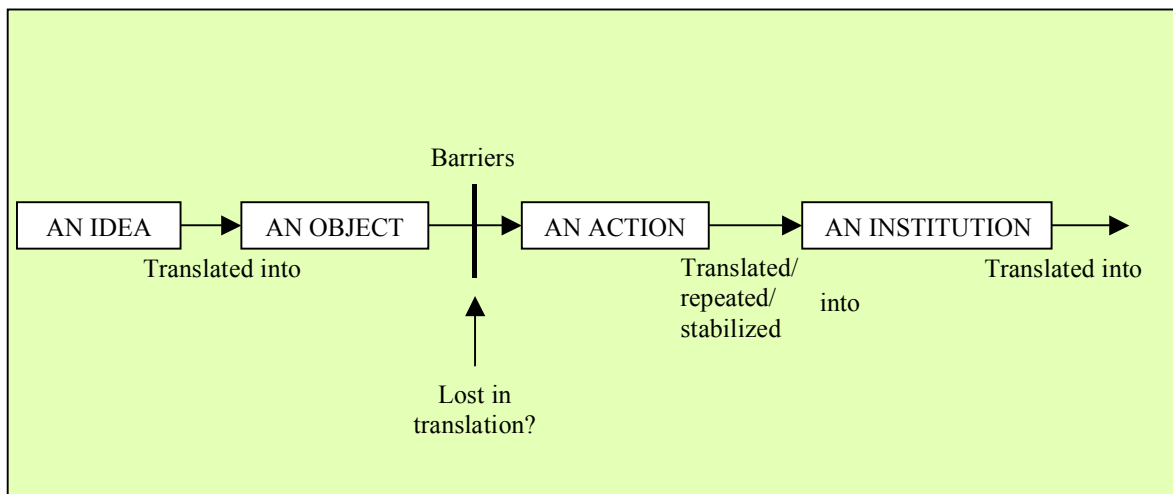 Barriers
AN IDEA
AN OBJECT
AN ACTION
AN INSTITUTION
Translated into
Translated/
repeated/
stabilized
into
Translated into
Lost in
translation?